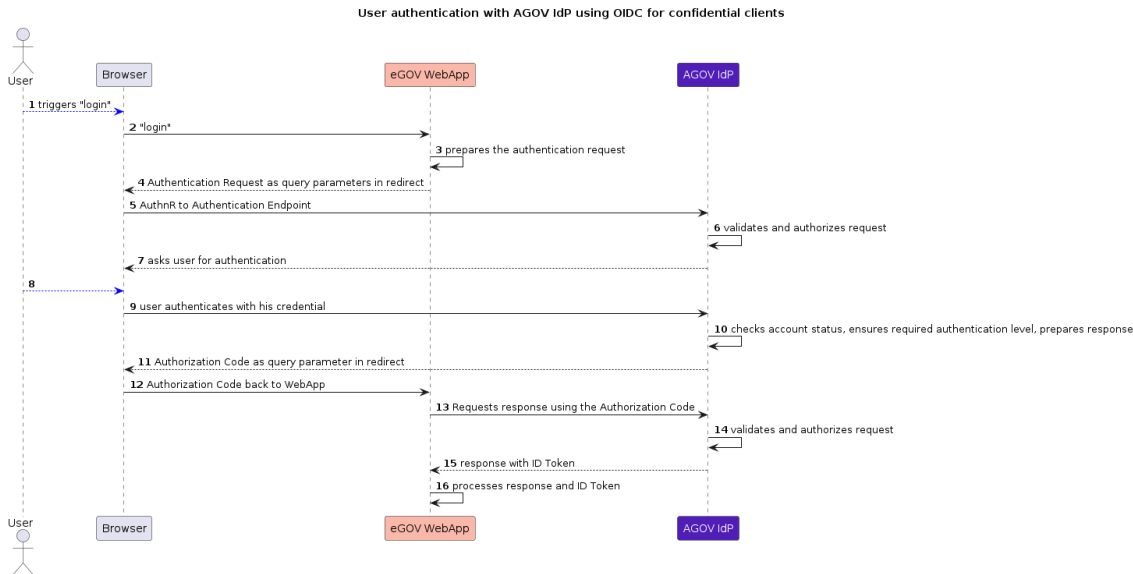 User authentication with AGOV IdP using OIDC for confidential clients
User
Browser
eGOV WebApp
AGOV IdP
1 triggers "login"
2 "login"
3 prepares the authentication request
4 Authentication Request as query parameters in redirect
5 AuthnR to Authentication Endpoint
6 validates and authorizes request
7 asks user for authentication
8
9 user authenticates with his credential
10 checks account status, ensures required authentication level, prepares response
11 Authorization Code as query parameter in redirect
12 Authorization Code back to WebApp
13 Requests response using the Authorization Code
14 validates and authorizes request
15 response with ID Token
16 processes response and ID Token
User
Browser
eGOV WebApp
AGOV IdP